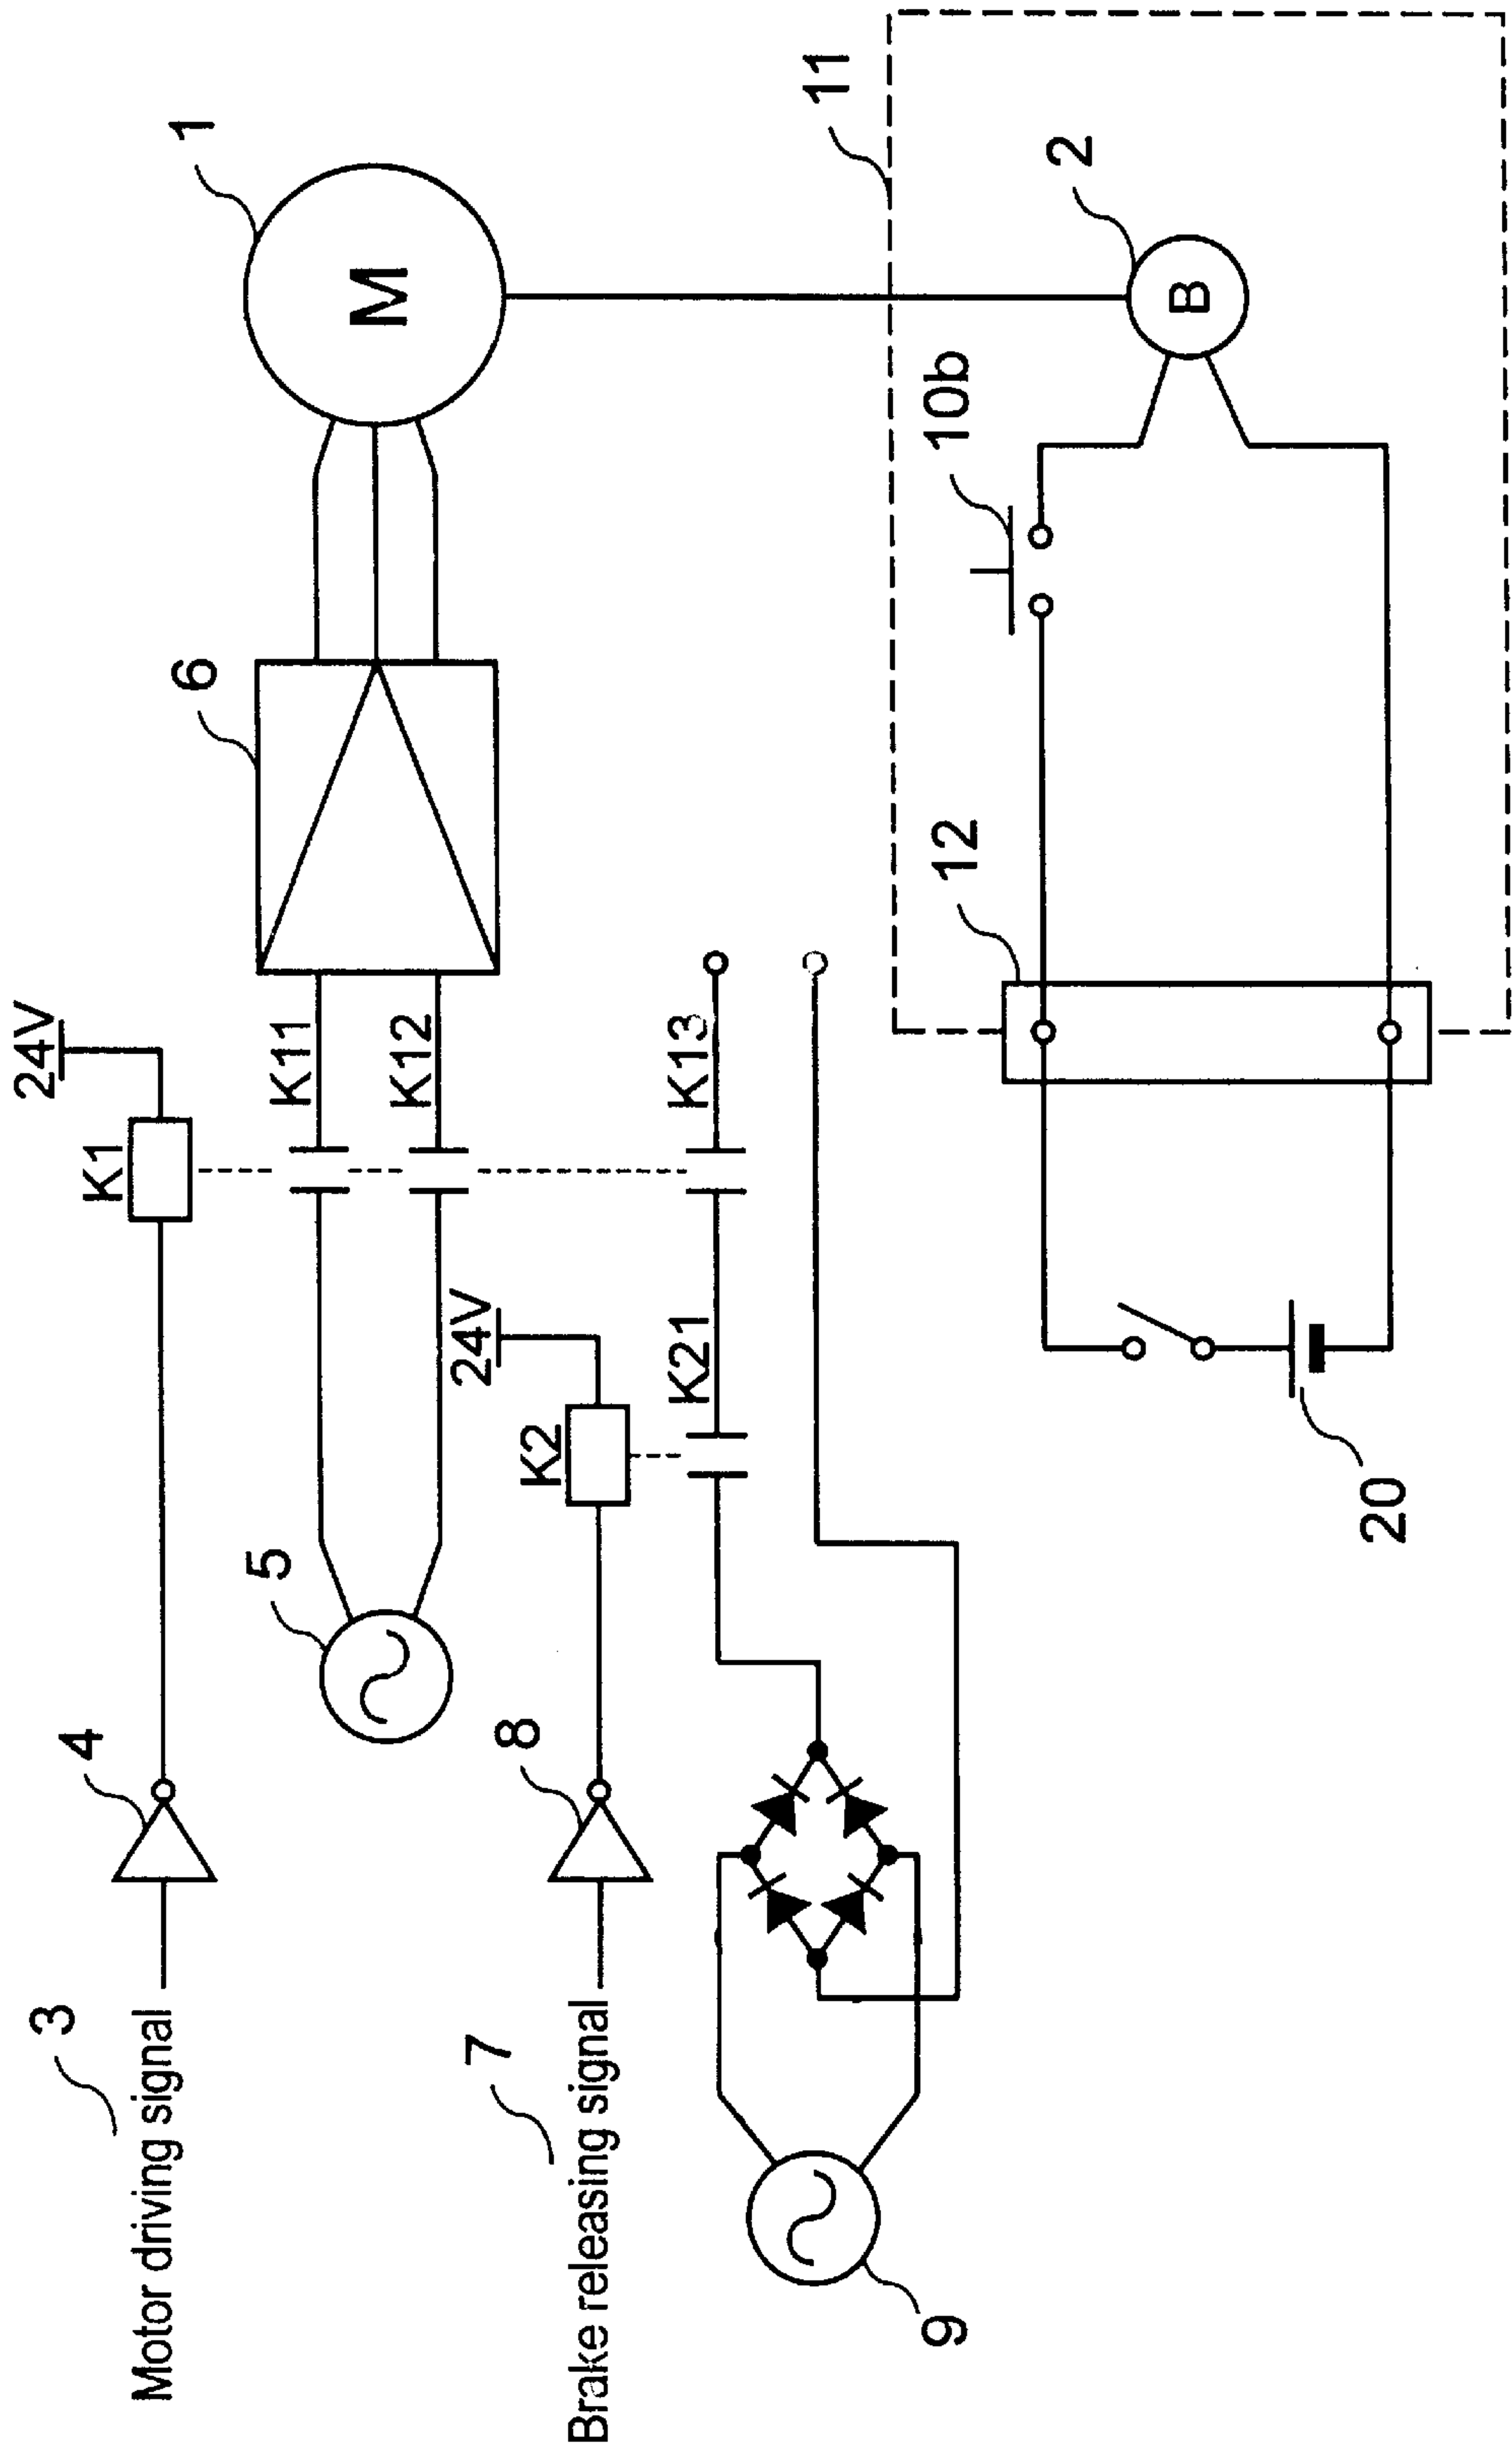 3
Motor driving signal
4
K1
24V
5
K11
K12
6
1
M
7
Brake releasing signal
8
K2
24V
K21
K13
9
11
12
10b
2
B
20